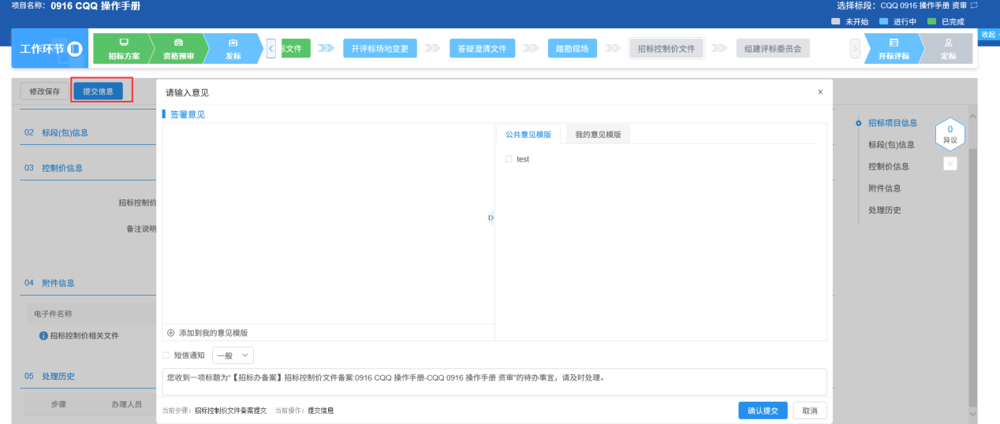 项目名称: 0916 CQQ 操作手册
选择标段: CQQ 0916 操作手册 资审
未开始 进行中 已完成
收起
工作环节
招标方案
资格预审
发标
标文件
开评标场地变更
答疑澄清文件
踏勘现场
招标控制价文件
组建评标委员会
开标评标
定标
修改保存
提交信息
02 标段(包)信息
03 控制价信息
招标控制价
备注说明
04 附件信息
电子件名称
招标控制价相关文件
05 处理历史
步骤 办理人员
请输入意见
签署意见
公共意见模版
我的意见模版
test
添加到我的意见模版
短信通知 一般
您收到一项标题为“【招标办备案】招标控制价文件备案:0916 CQQ 操作手册-CQQ 0916 操作手册 资审”的待办事宜，请及时处理。
当前步骤: 招标控制价文件备案提交 当前操作: 提交信息
确认提交
取消
招标项目信息
标段(包)信息
控制价信息
附件信息
处理历史
0
异议